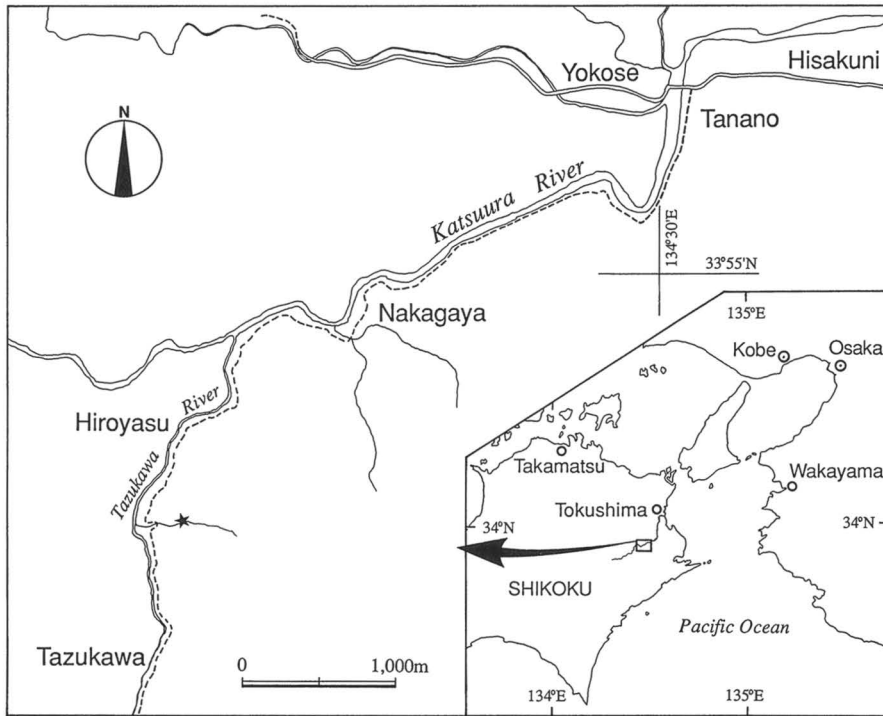 Hisakuni
Yokose
N
Tanano
Katsuura River
134°30'E
33°55'N
Nakagaya
135°E
Kobe
Osaka
River
Hiroyasu
Takamatsu
Wakayama
Tazukawa
Tokushima
34°N
34°N
SHIKOKU
Pacific Ocean
Tazukawa
0
1,000m
134°E
135°E